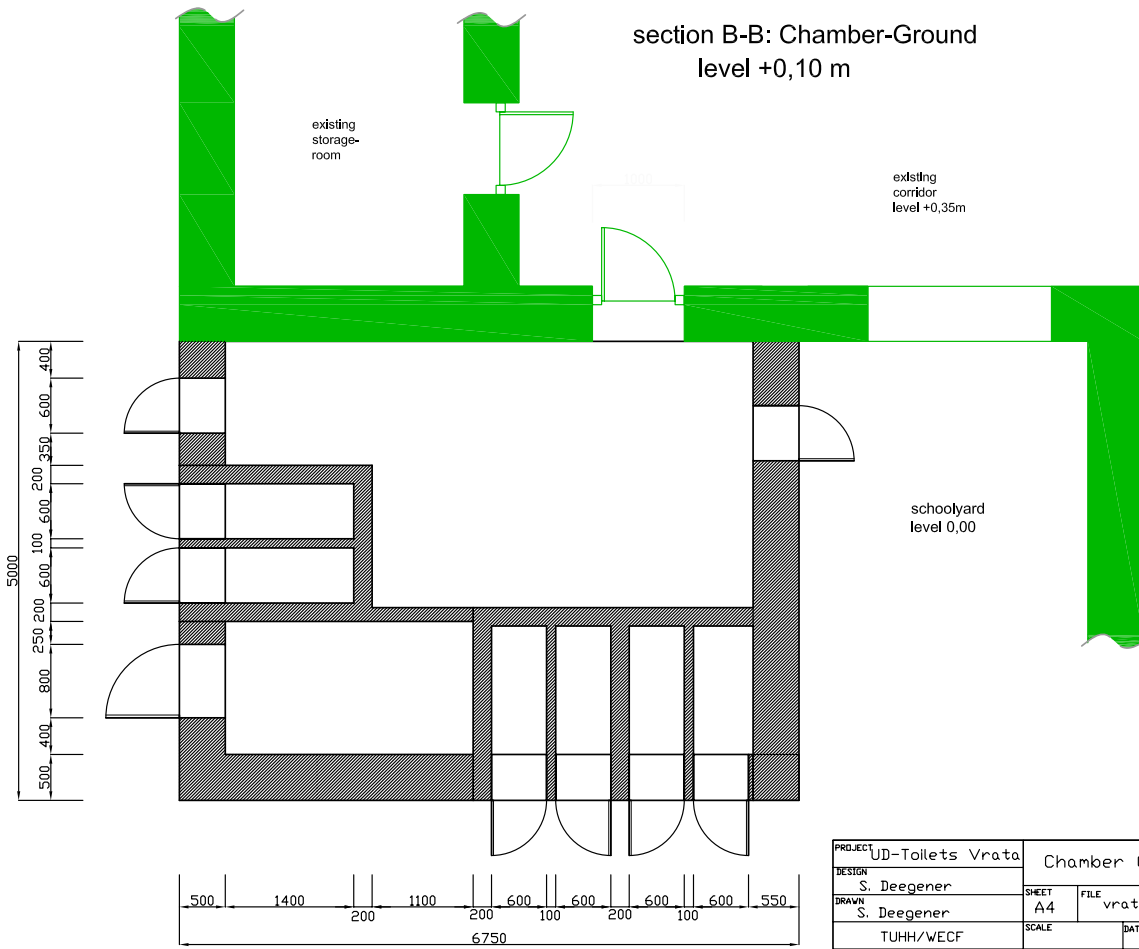 section B-B: Chamber-Ground
level +0,10 m
existing
storage-
room
existing
corridor
level +0,35m
schoolyard
level 0,00
400
600
350
200
600
100
600
200
250
800
400
500
5000
500
1400
200
1100
200
600
100
600
200
600
100
600
550
6750
PROJECT UD-Toilets Vrata
Chamber
DESIGN
S. Deegener
DRAWN
S. Deegener
SHEET
A4
FILE
vrat
TUHH/WECF
SCALE
DAT